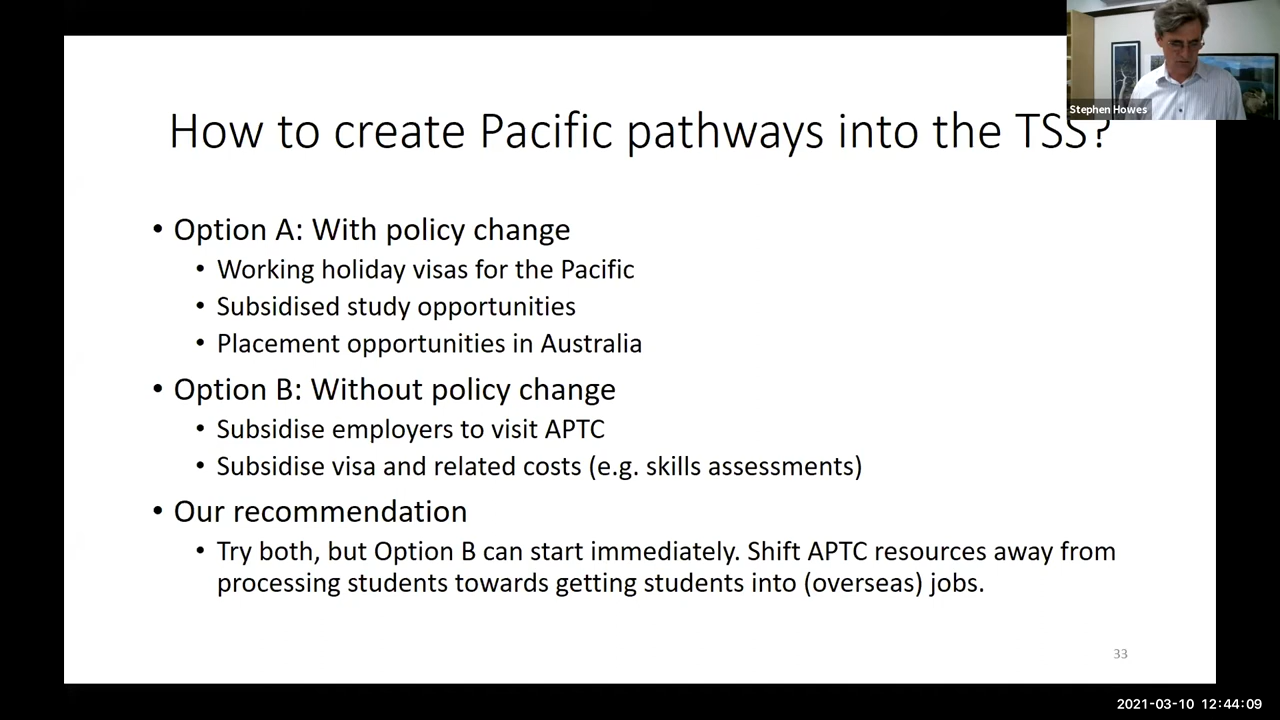 How to create Pacific pathways into the TSS?
Stephen Howes
• Option A: With policy change
• Working holiday visas for the Pacific
• Subsidised study opportunities
• Placement opportunities in Australia
• Option B: Without policy change
• Subsidise employers to visit APTC
• Subsidise visa and related costs (e.g. skills assessments)
• Our recommendation
• Try both, but Option B can start immediately. Shift APTC resources away from
processing students towards getting students into (overseas) jobs.
33
2021-03-10 12:44:09